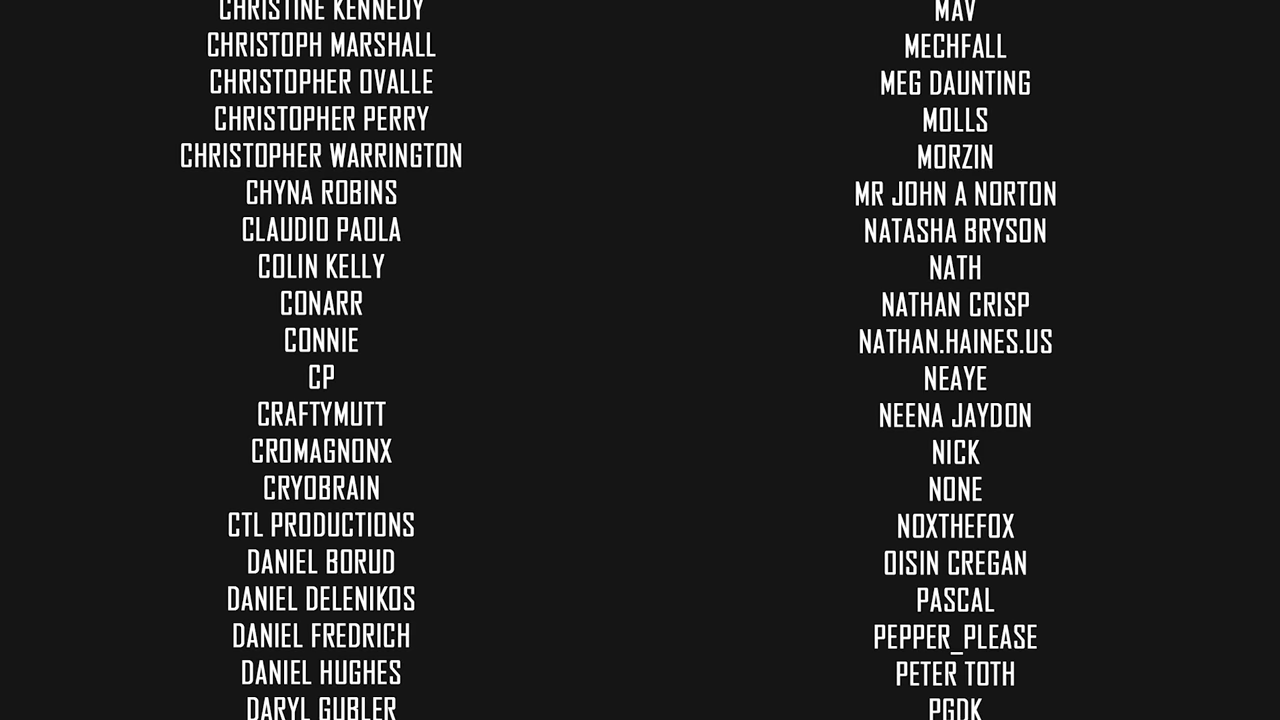 CHRISTINE KENNEDY
CHRISTOPH MARSHALL
CHRISTOPHER OVALLE
CHRISTOPHER PERRY
CHRISTOPHER WARRINGTON
CHYNA ROBINS
CLAUDIO PAOLA
COLIN KELLY
CONARR
CONNIE
CP
CRAFTYMUTT
CROMAGNONX
CRYOBRAIN
CTL PRODUCTIONS
DANIEL BORUD
DANIEL DELENIKOS
DANIEL FREDRICH
DANIEL HUGHES
DARYL GUBLER
MAV
MECHFALL
MEG DAUNTING
MOLLS
MORZIN
MR JOHN A NORTON
NATASHA BRYSON
NATH
NATHAN CRISP
NATHAN.HAINES.US
NEAYE
NEENA JAYDON
NICK
NONE
NOXTHEFOX
OISIN CREGAN
PASCAL
PEPPER_PLEASE
PETER TOTH
PGDK